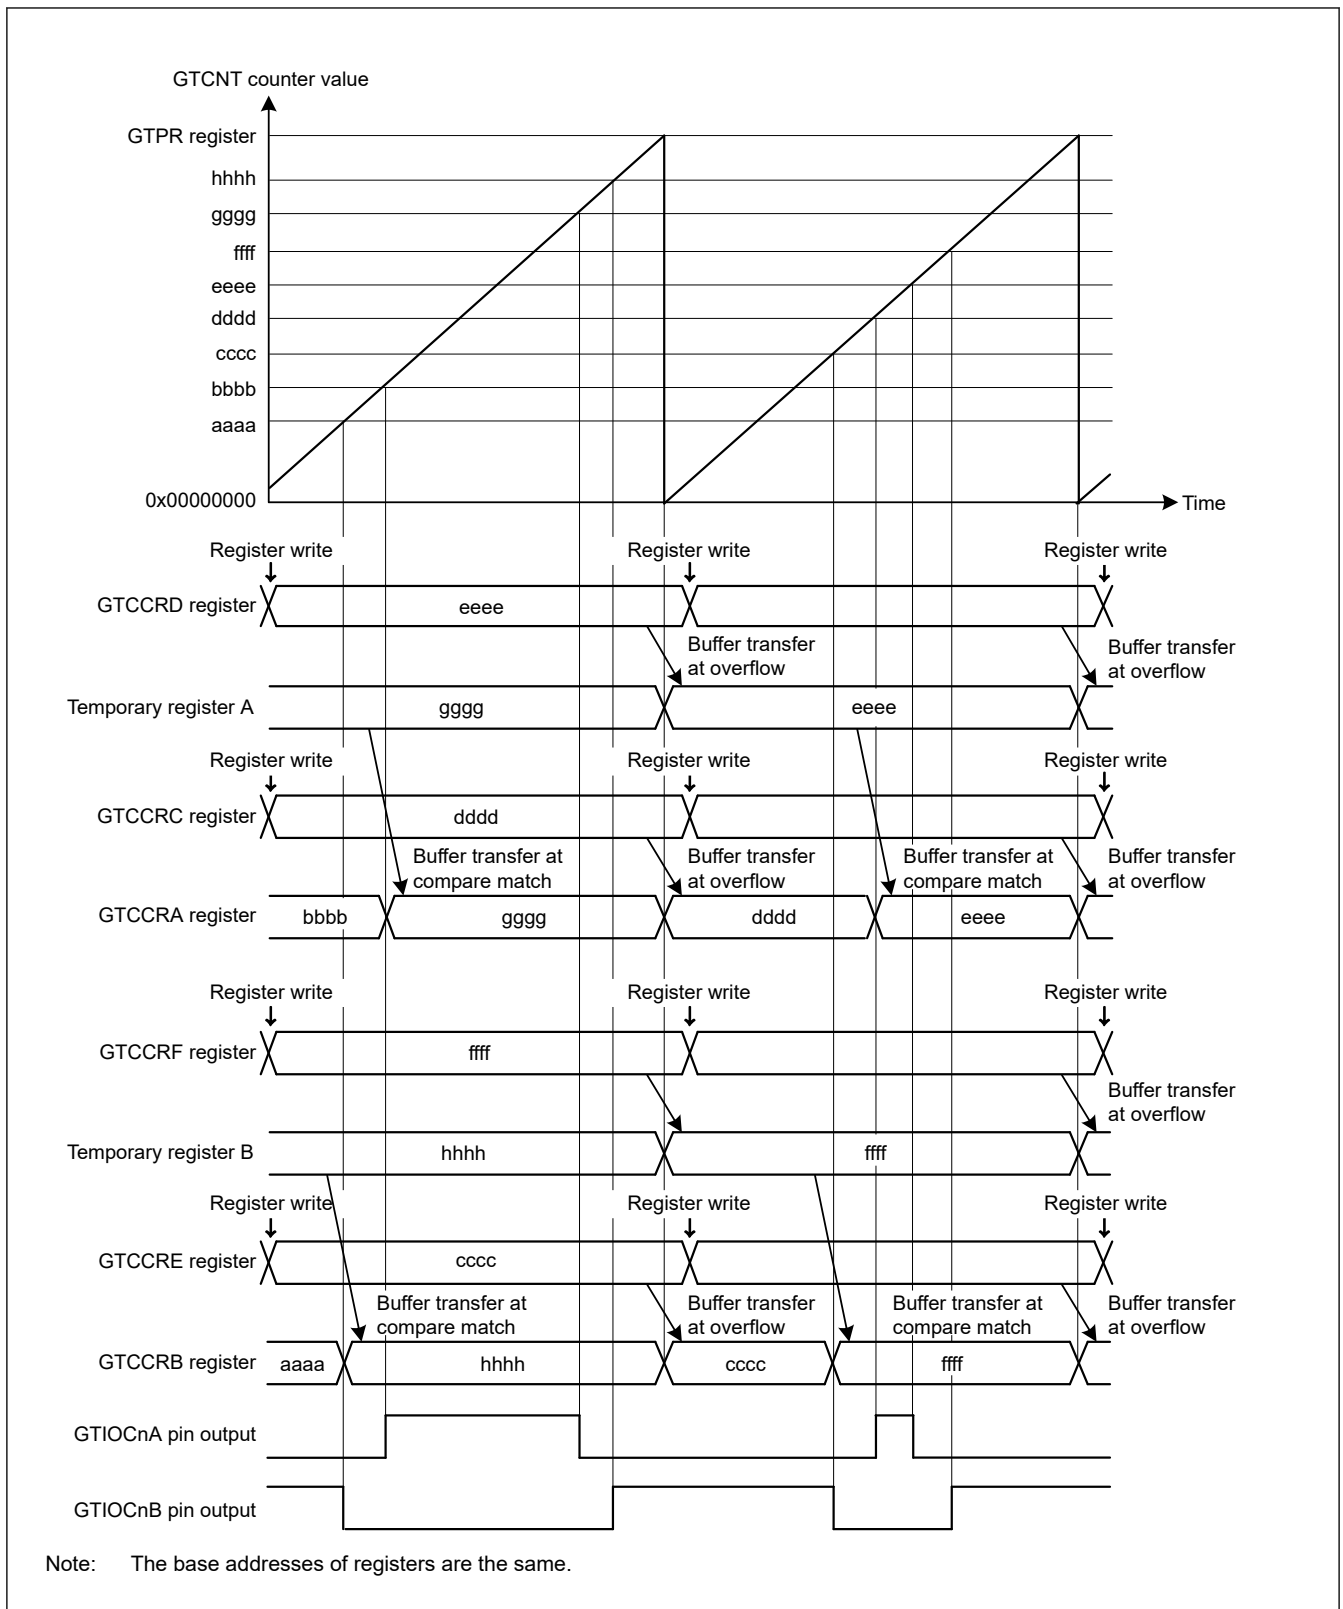 GTCNT counter value
GTPR register
hhhh
gggg
ffff
eeee
dddd
cccc
bbbb
aaaa
0x00000000
Time
Register write Register write Register write
GTCCRD register eeee
Buffer transfer
at overflow
Buffer transfer
at overflow
Temporary register A gggg eeee
Register write Register write Register write
GTCCRC register dddd
Buffer transfer at
compare match
Buffer transfer
at overflow
Buffer transfer at
compare match
Buffer transfer
at overflow
GTCCRA register bbbb gggg dddd eeee
Register write Register write Register write
GTCCRF register ffff
Buffer transfer
at overflow
Temporary register B hhhh ffff
Register write Register write Register write
GTCCRE register cccc
Buffer transfer at
compare match
Buffer transfer
at overflow
Buffer transfer at
compare match
Buffer transfer
at overflow
GTCCRB register aaaa hhhh cccc ffff
GTIOCnA pin output
GTIOCnB pin output
Note: The base addresses of registers are the same.